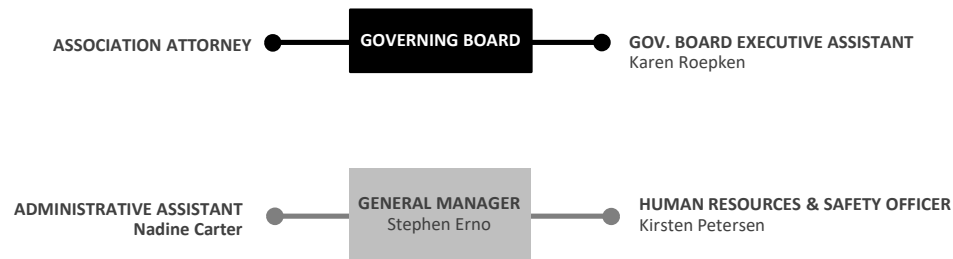 ASSOCIATION ATTORNEY
GOVERNING BOARD
GOV. BOARD EXECUTIVE ASSISTANT
Karen Roepken
ADMINISTRATIVE ASSISTANT
Nadine Carter
GENERAL MANAGER
Stephen Erno
HUMAN RESOURCES & SAFETY OFFICER
Kirsten Petersen